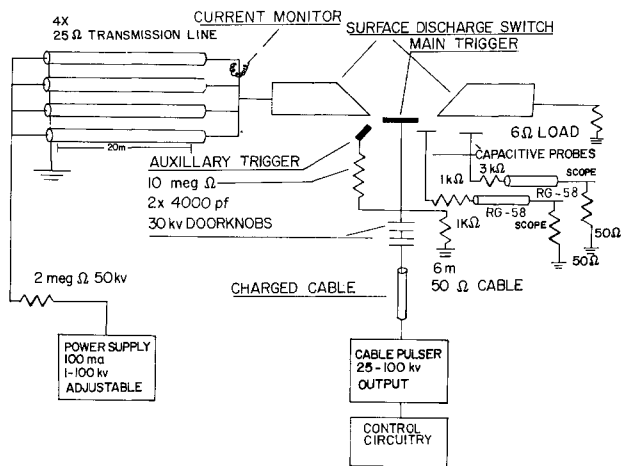 4X
25Ω TRANSMISSION LINE
CURRENT MONITOR
SURFACE DISCHARGE SWITCH
MAIN TRIGGER
20m
6Ω LOAD
AUXILLARY TRIGGER
10 meg Ω
2x 4000 pf
30 kv DOORKNOBS
CAPACITIVE PROBES
1kΩ
3kΩ
SCOPE
RG-58
RG-58
SCOPE
1KΩ
50Ω
50Ω
6m
50 Ω CABLE
CHARGED CABLE
2 meg Ω 50kv
POWER SUPPLY
100 ma
1-100 kv
ADJUSTABLE
CABLE PULSER
25-100 kv
OUTPUT
CONTROL
CIRCUITRY